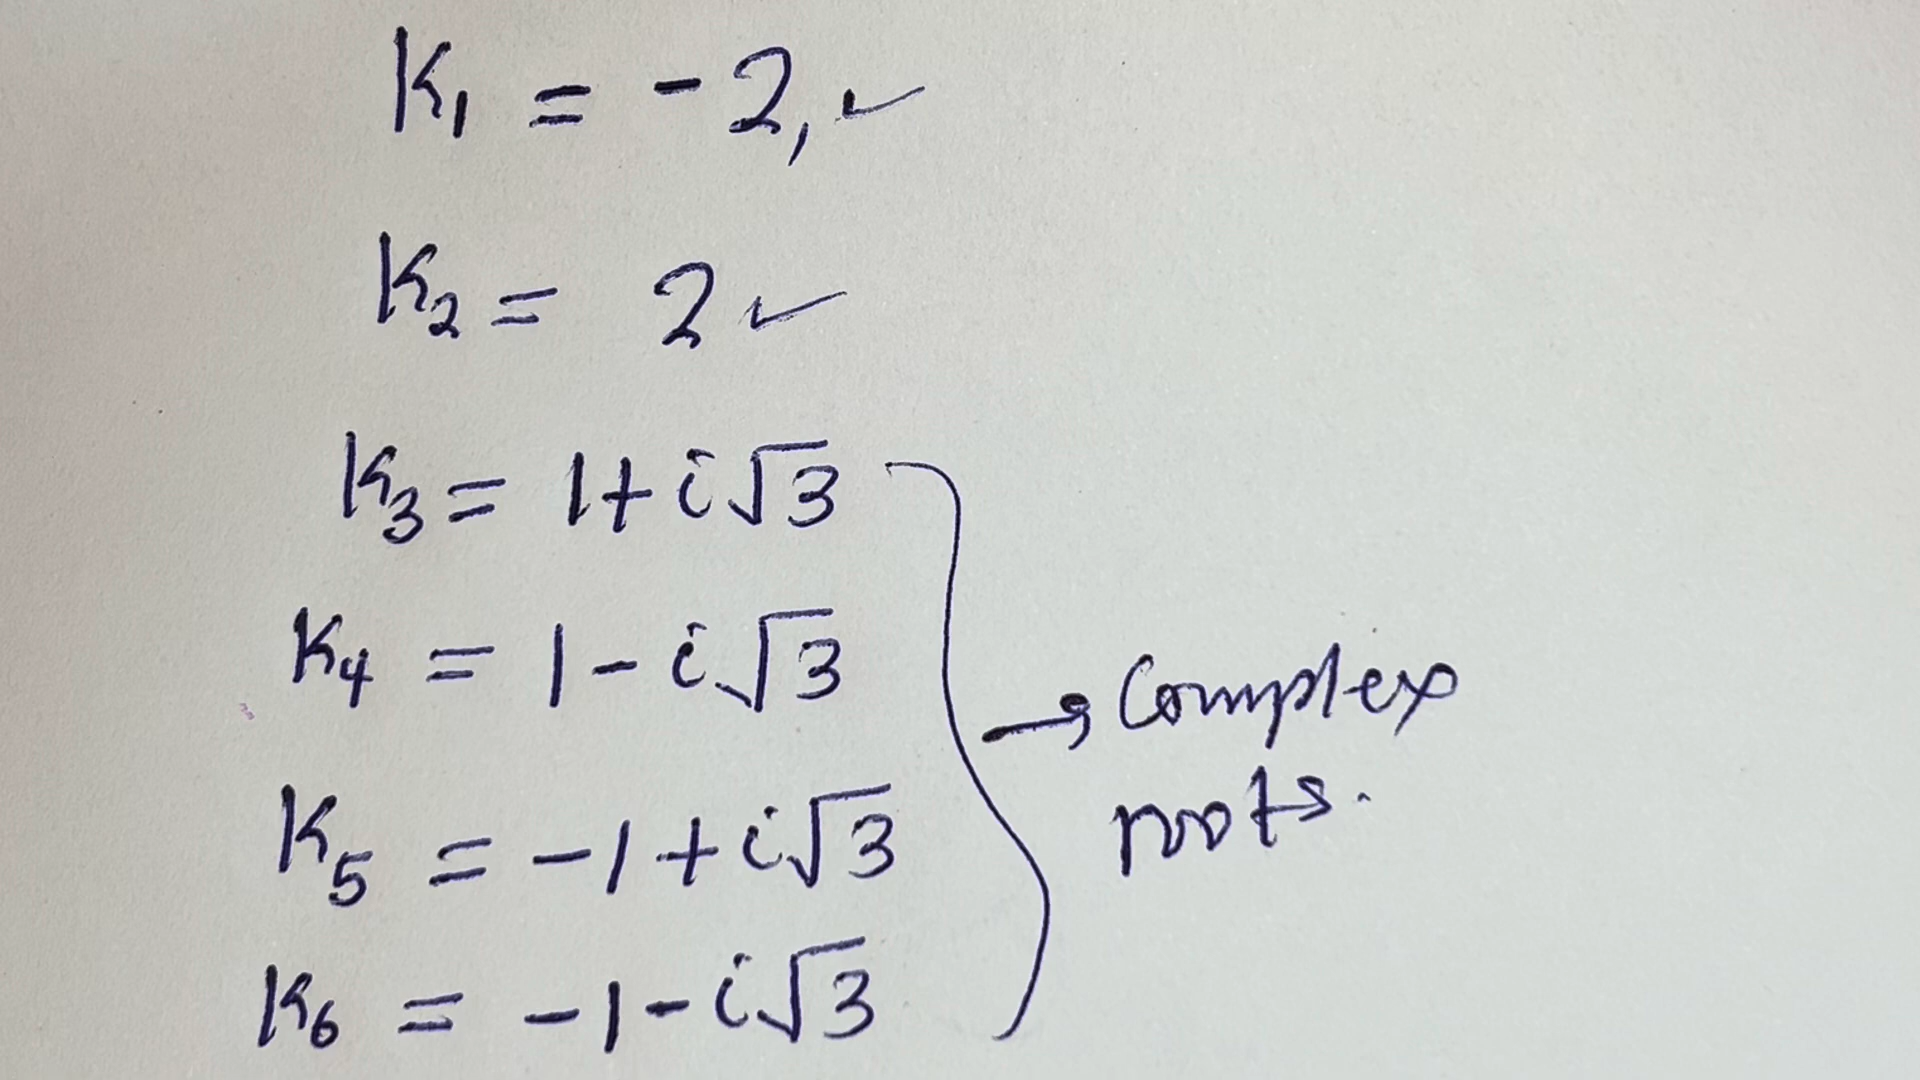 K₁ = -2, ✓
K₂ = 2 ✓
K₃ = 1+i√3
K₄ = 1-i√3
→ Complex
roots.
K₅ = -1+i√3
K₆ = -1-i√3